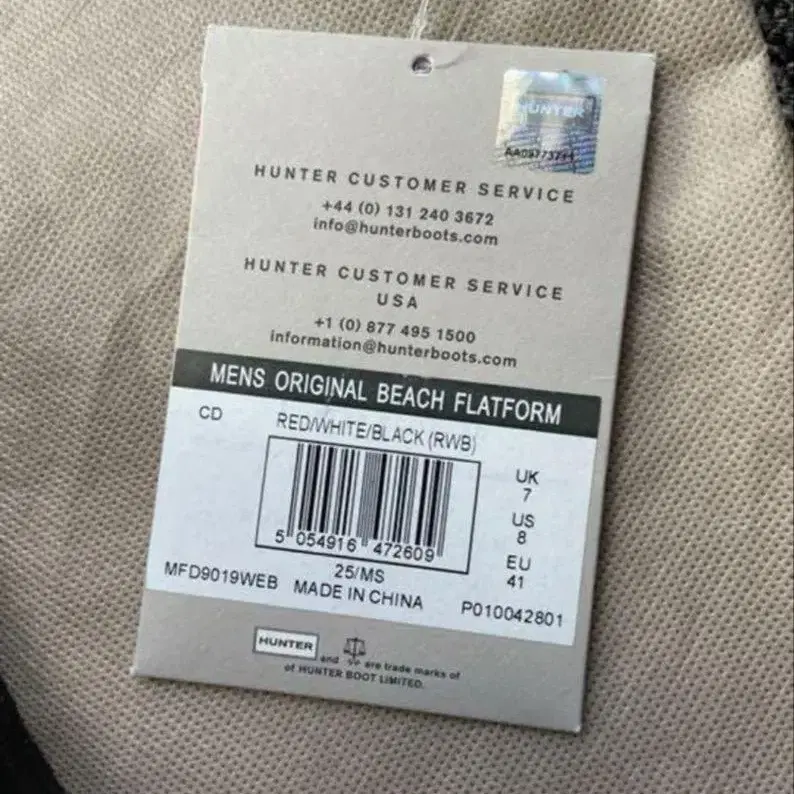 HUNTER
HUNTER CUSTOMER SERVICE
+44 (0) 131 240 3672
info@hunterboots.com
HUNTER CUSTOMER SERVICE
USA
+1 (0) 877 495 1500
information@hunterboots.com
MENS ORIGINAL BEACH FLATFORM
CD
RED/WHITE/BLACK (RWB)
UK
7
US
8
EU
41
5 054916 472609
25/MS
MFD9019WEB
MADE IN CHINA
P010042801
HUNTER and are trade marks of
of HUNTER BOOT LIMITED.